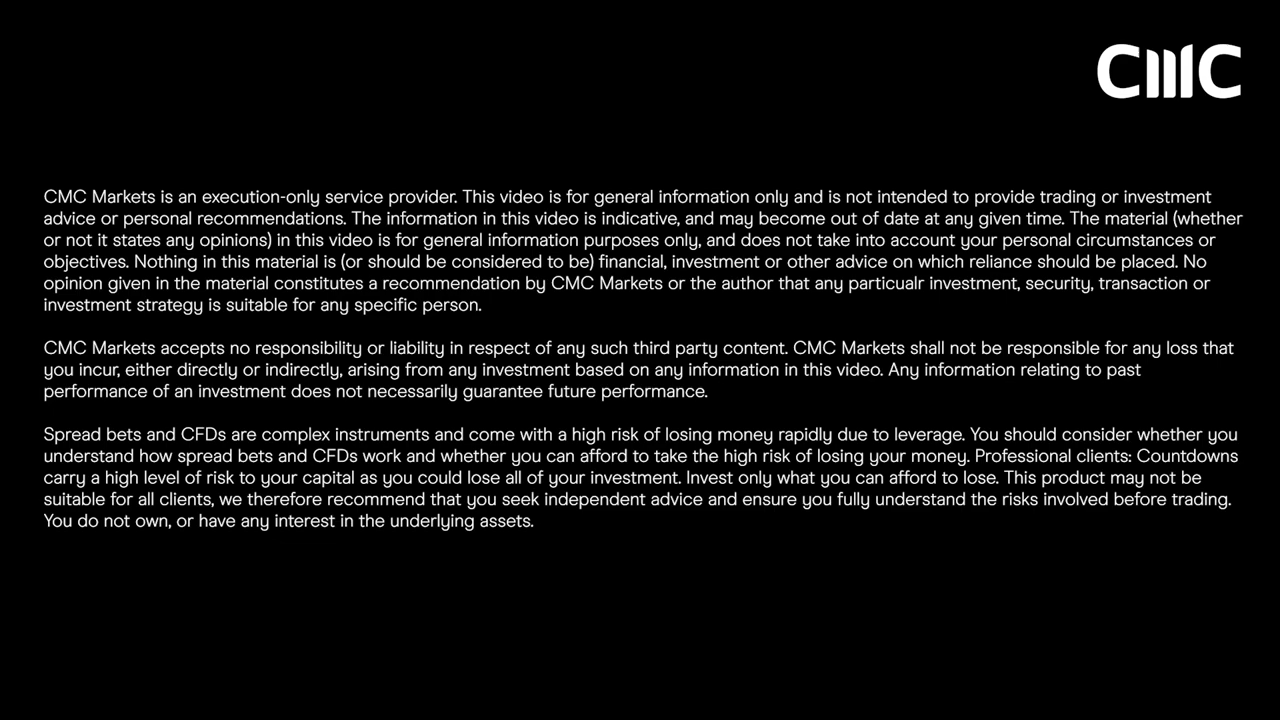 CMC
CMC Markets is an execution-only service provider. This video is for general information only and is not intended to provide trading or investment
advice or personal recommendations. The information in this video is indicative, and may become out of date at any given time. The material (whether
or not it states any opinions) in this video is for general information purposes only, and does not take into account your personal circumstances or
objectives. Nothing in this material is (or should be considered to be) financial, investment or other advice on which reliance should be placed. No
opinion given in the material constitutes a recommendation by CMC Markets or the author that any particualr investment, security, transaction or
investment strategy is suitable for any specific person.
CMC Markets accepts no responsibility or liability in respect of any such third party content. CMC Markets shall not be responsible for any loss that
you incur, either directly or indirectly, arising from any investment based on any information in this video. Any information relating to past
performance of an investment does not necessarily guarantee future performance.
Spread bets and CFDs are complex instruments and come with a high risk of losing money rapidly due to leverage. You should consider whether you
understand how spread bets and CFDs work and whether you can afford to take the high risk of losing your money. Professional clients: Countdowns
carry a high level of risk to your capital as you could lose all of your investment. Invest only what you can afford to lose. This product may not be
suitable for all clients, we therefore recommend that you seek independent advice and ensure you fully understand the risks involved before trading.
You do not own, or have any interest in the underlying assets.